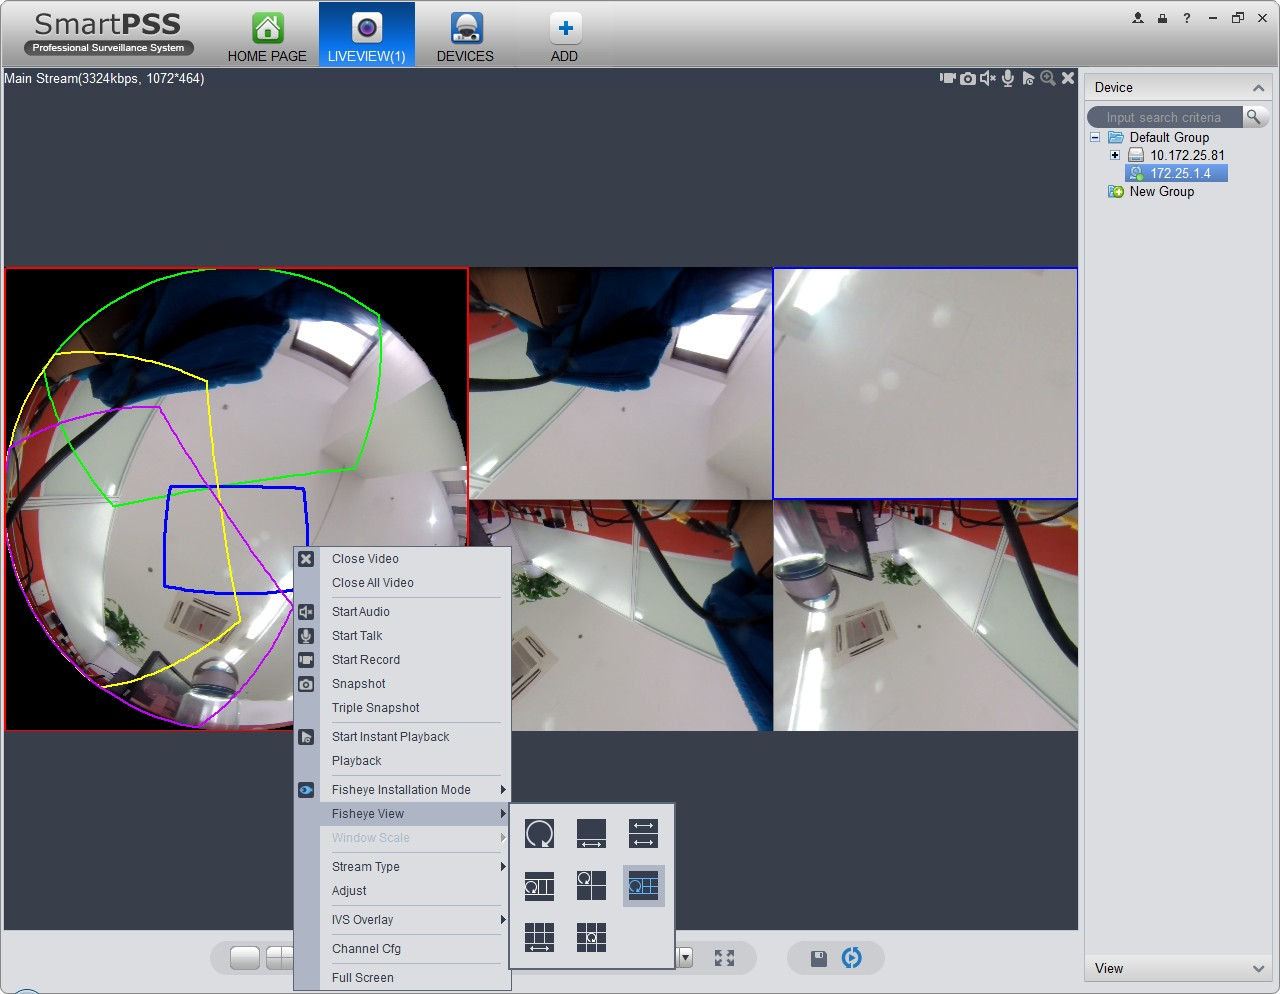 SmartPSS
Professional Surveillance System
HOME PAGE
LIVEVIEW(1)
DEVICES
ADD
Main Stream(3324kbps, 1072*464)
Device
Input search criteria
Default Group
10.172.25.81
172.25.1.4
New Group
Close Video
Close All Video
Start Audio
Start Talk
Start Record
Snapshot
Triple Snapshot
Start Instant Playback
Playback
Fisheye Installation Mode
Fisheye View
Window Scale
Stream Type
Adjust
IVS Overlay
Channel Cfg
Full Screen
View